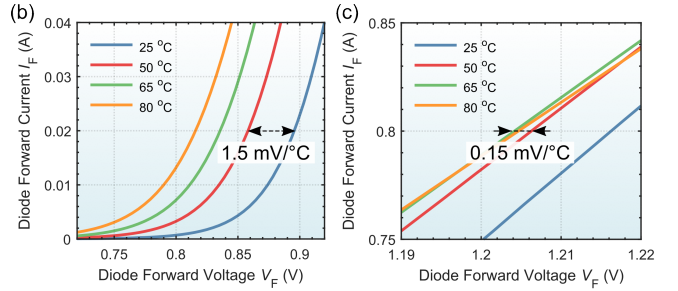 (b)
Diode Forward Current I_F (A)
0.04
0.03
0.02
0.01
0
25 °C
50 °C
65 °C
80 °C
1.5 mV/°C
0.75
0.8
0.85
0.9
Diode Forward Voltage V_F (V)
(c)
Diode Forward Current I_F (A)
0.85
0.8
0.75
25 °C
50 °C
65 °C
80 °C
0.15 mV/°C
1.19
1.2
1.21
1.22
Diode Forward Voltage V_F (V)